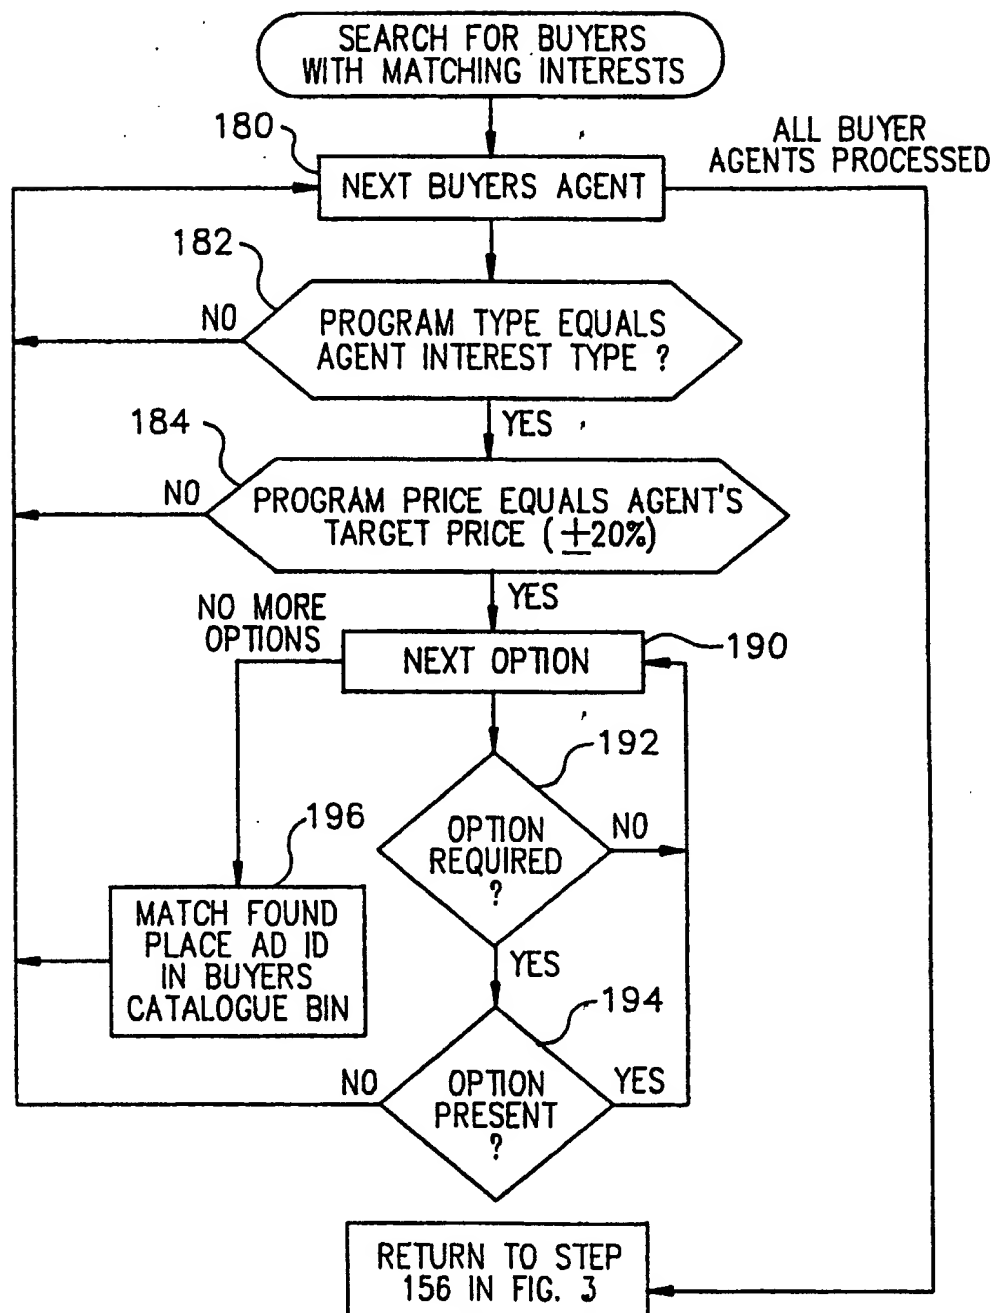 SEARCH FOR BUYERS
WITH MATCHING INTERESTS
180
ALL BUYER
AGENTS PROCESSED
NEXT BUYERS AGENT
182
NO
PROGRAM TYPE EQUALS
AGENT INTEREST TYPE ?
YES
184
NO
PROGRAM PRICE EQUALS AGENT'S
TARGET PRICE (±20%)
YES
NO MORE
OPTIONS
NEXT OPTION
190
192
OPTION
REQUIRED
?
NO
196
MATCH FOUND
PLACE AD ID
IN BUYERS
CATALOGUE BIN
YES
194
NO
OPTION
PRESENT
?
YES
RETURN TO STEP
156 IN FIG. 3